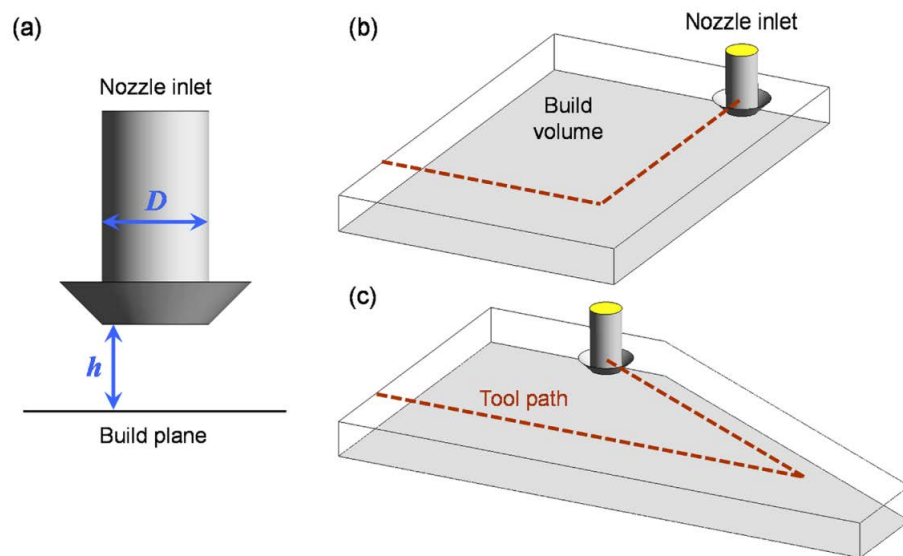 (a)
Nozzle inlet
D
h
Build plane
(b)
Nozzle inlet
Build
volume
(c)
Tool path